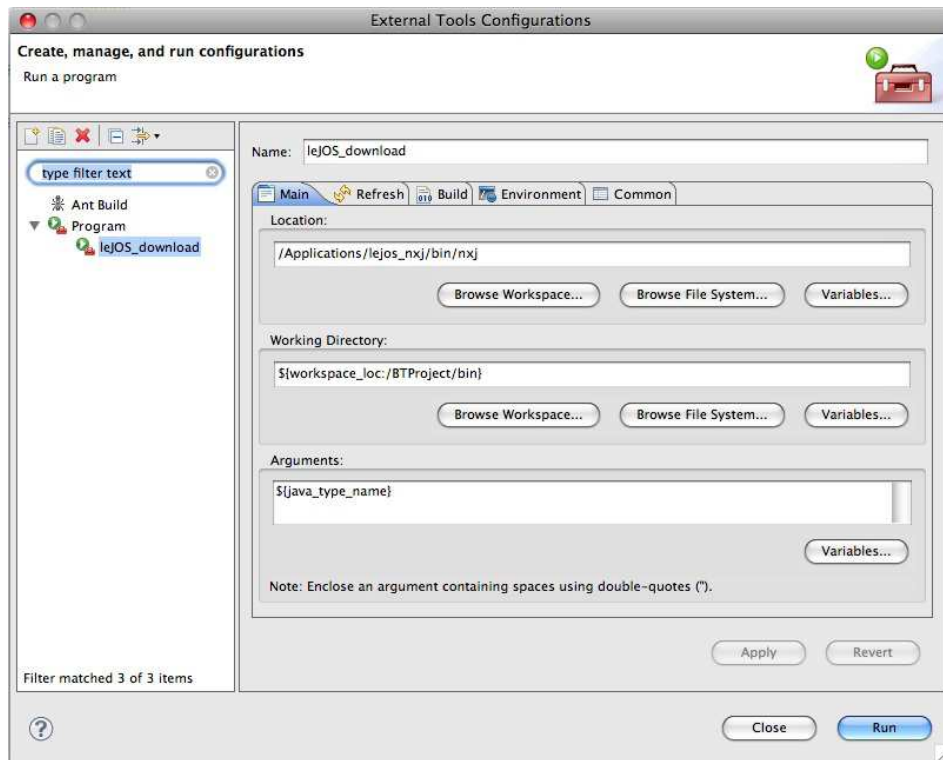 External Tools Configurations
Create, manage, and run configurations
Run a program
type filter text
Ant Build
Program
leJOS_download
Filter matched 3 of 3 items
Name: leJOS_download
Main Refresh Build Environment Common
Location:
/Applications/lejos_nxj/bin/nxj
Browse Workspace... Browse File System... Variables...
Working Directory:
${workspace_loc:/BTProject/bin}
Browse Workspace... Browse File System... Variables...
Arguments:
${java_type_name}
Variables...
Note: Enclose an argument containing spaces using double-quotes (").
Apply Revert
? Close Run